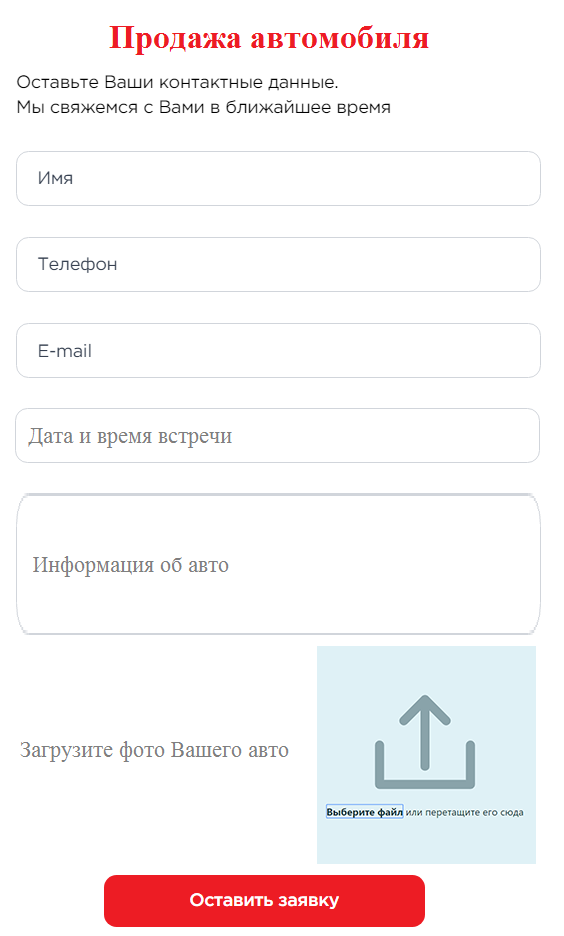 Продажа автомобиля
Оставьте Ваши контактные данные.
Мы свяжемся с Вами в ближайшее время
Имя
Телефон
E-mail
Дата и время встречи
Информация об авто
Загрузите фото Вашего авто
Выберите файл или перетащите его сюда
Оставить заявку